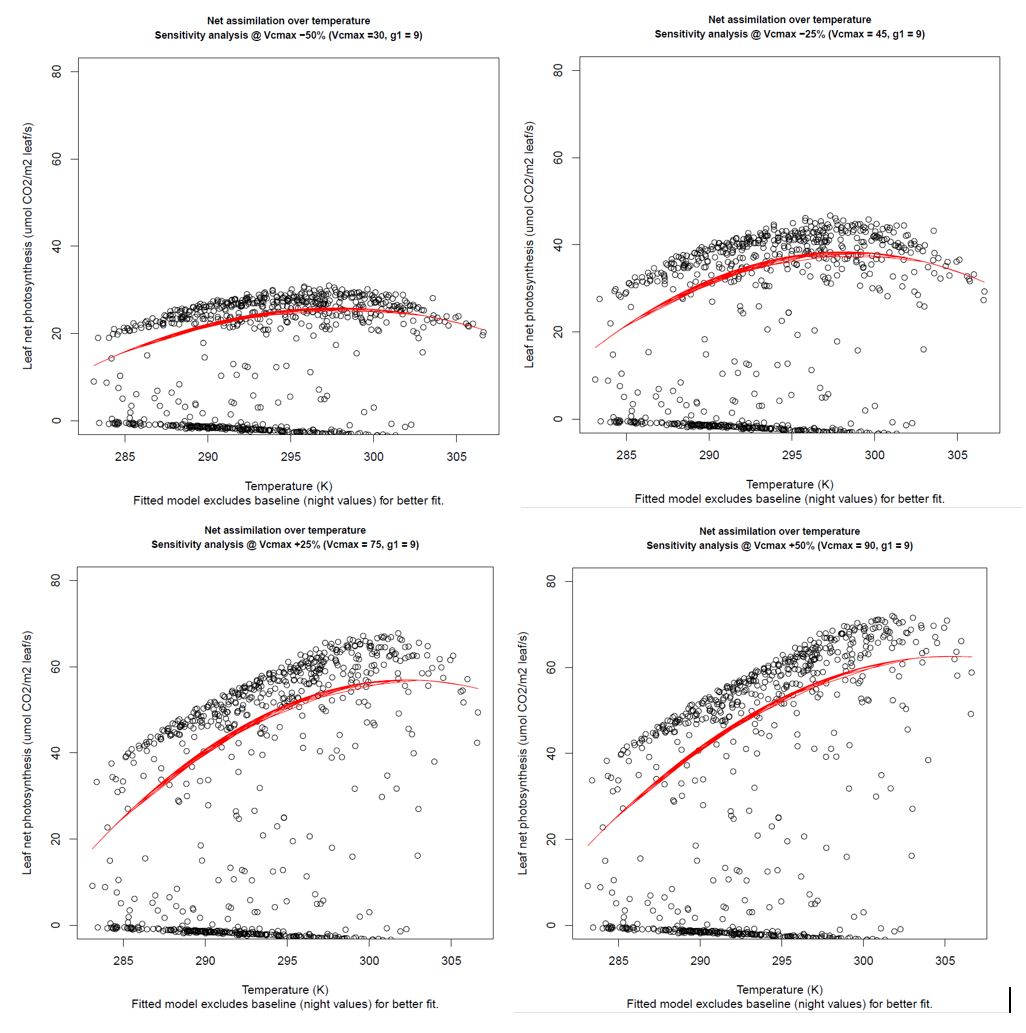 Net assimilation over temperature
Sensitivity analysis @ Vcmax −50% (Vcmax =30, g1 = 9)
Leaf net photosynthesis (umol CO2/m2 leaf/s)
80
60
40
20
0
285 290 295 300 305
Temperature (K)
Fitted model excludes baseline (night values) for better fit.
Net assimilation over temperature
Sensitivity analysis @ Vcmax −25% (Vcmax = 45, g1 = 9)
Leaf net photosynthesis (umol CO2/m2 leaf/s)
80
60
40
20
0
285 290 295 300 305
Temperature (K)
Fitted model excludes baseline (night values) for better fit.
Net assimilation over temperature
Sensitivity analysis @ Vcmax +25% (Vcmax = 75, g1 = 9)
Leaf net photosynthesis (umol CO2/m2 leaf/s)
80
60
40
20
0
285 290 295 300 305
Temperature (K)
Fitted model excludes baseline (night values) for better fit.
Net assimilation over temperature
Sensitivity analysis @ Vcmax +50% (Vcmax = 90, g1 = 9)
Leaf net photosynthesis (umol CO2/m2 leaf/s)
80
60
40
20
0
285 290 295 300 305
Temperature (K)
Fitted model excludes baseline (night values) for better fit.